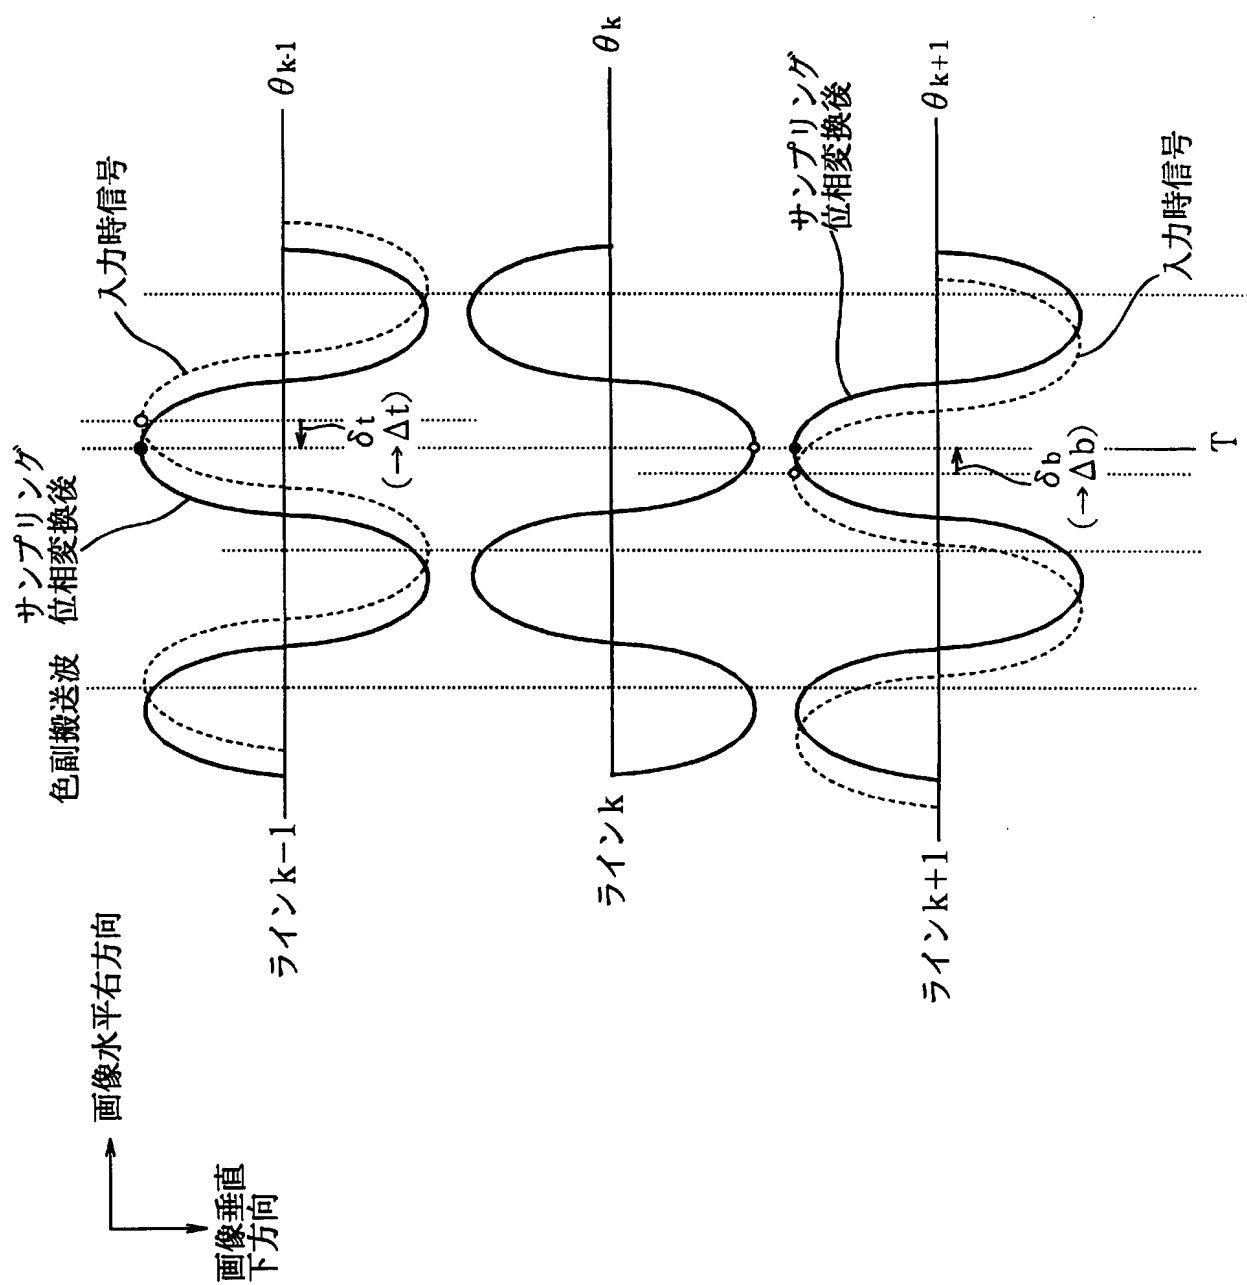 画像水平右方向
画像垂直
下方向
色副搬送波
サンプリング
位相変換後
入力時信号
ラインk−1
θk-1
δt
(→Δt)
ラインk
θk
サンプリング
位相変換後
ラインk+1
θk+1
δb
(→Δb)
入力時信号
T